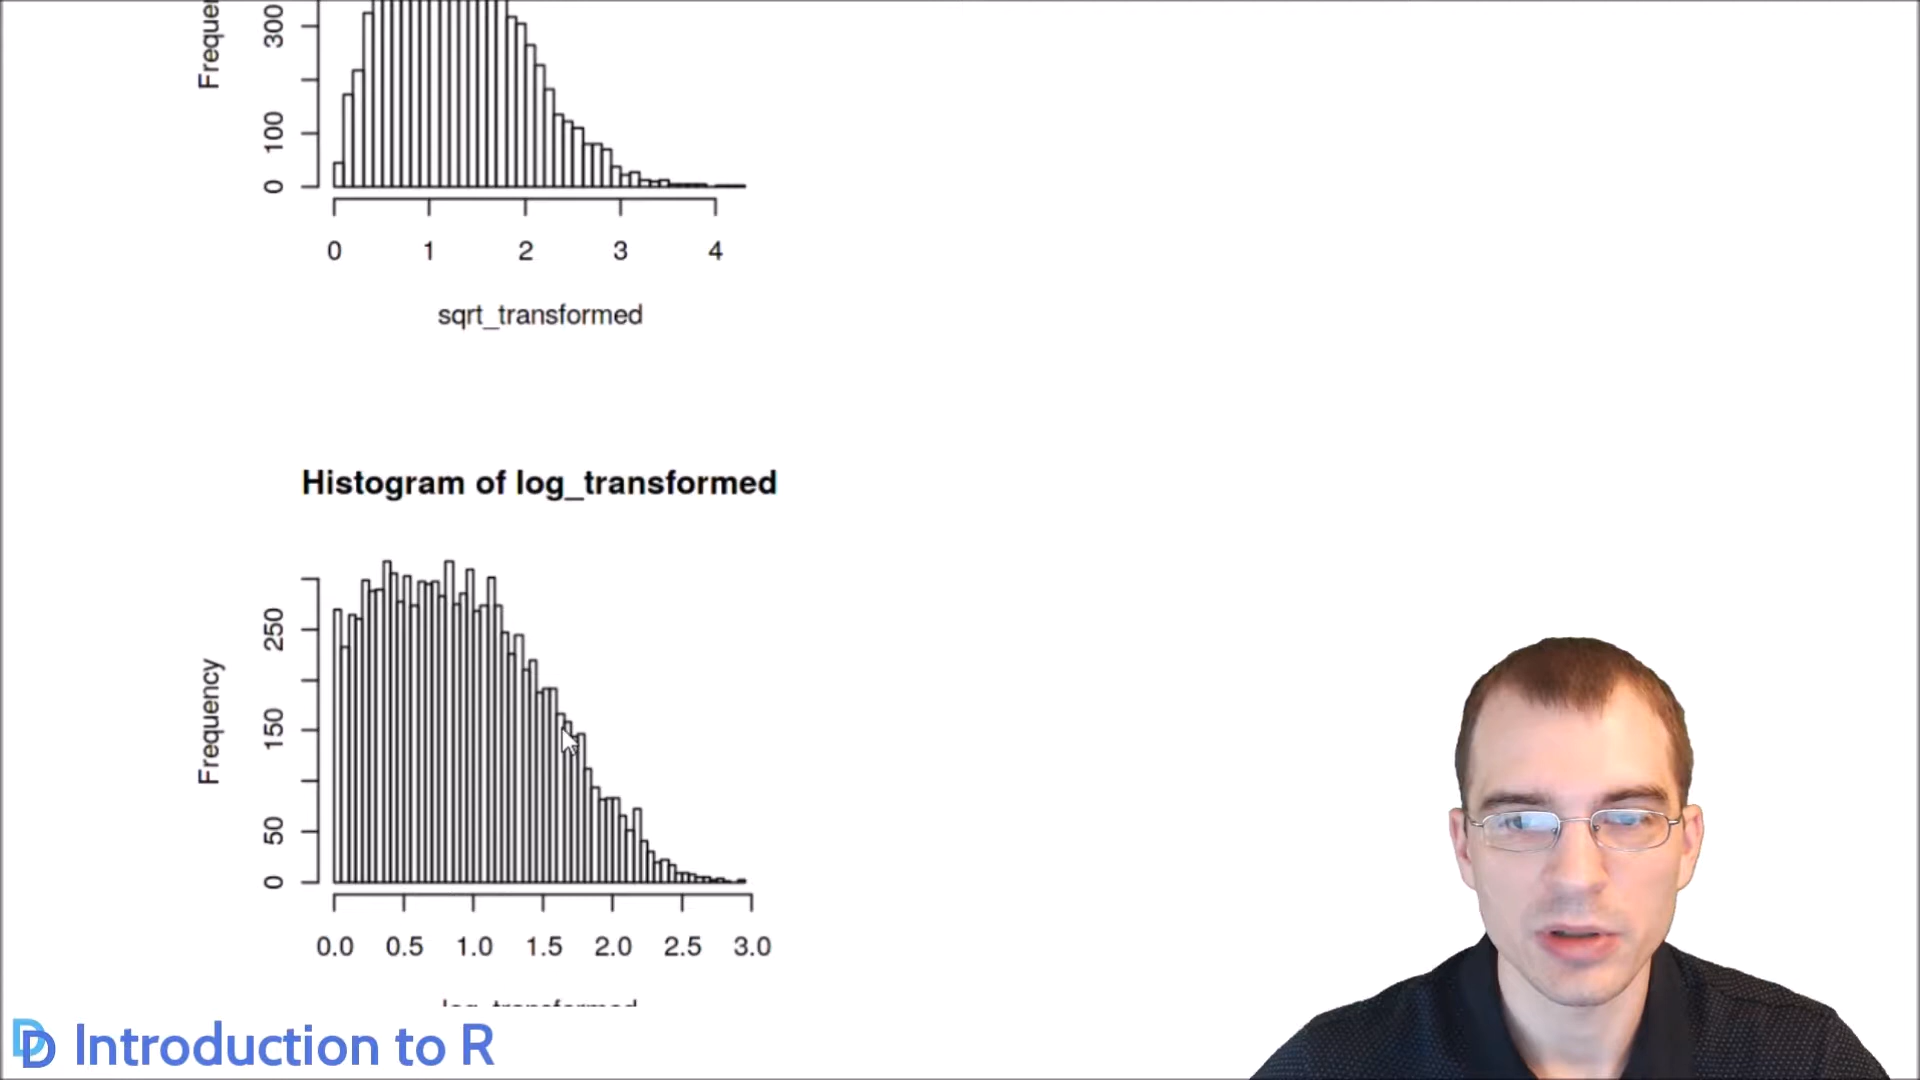 Freque
300
100
0
0 1 2 3 4
sqrt_transformed
Histogram of log_transformed
Frequency
250
150
50
0
0.0 0.5 1.0 1.5 2.0 2.5 3.0
log_transformed
Introduction to R